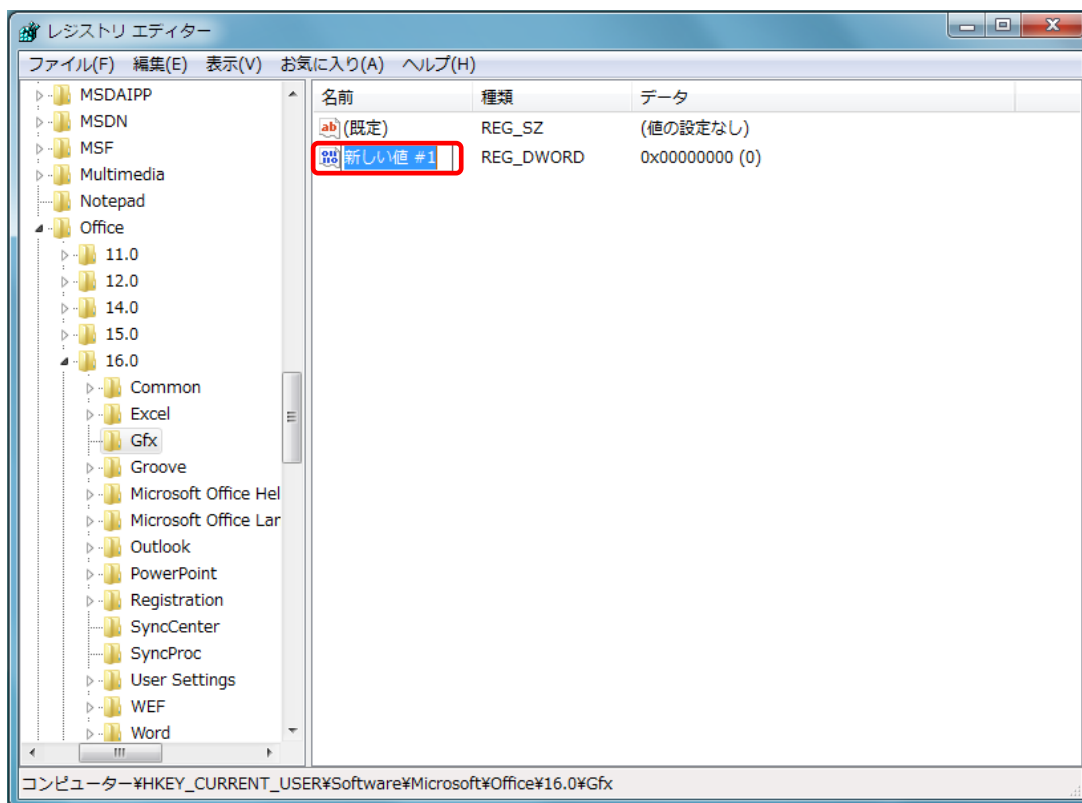 レジストリ エディター
ファイル(F) 編集(E) 表示(V) お気に入り(A) ヘルプ(H)
MSDAIPP
MSDN
MSF
Multimedia
Notepad
Office
11.0
12.0
14.0
15.0
16.0
Common
Excel
Gfx
Groove
Microsoft Office Hel
Microsoft Office Lar
Outlook
PowerPoint
Registration
SyncCenter
SyncProc
User Settings
WEF
Word
名前 種類 データ
(既定) REG_SZ (値の設定なし)
新しい値 #1 REG_DWORD 0x00000000 (0)
コンピューター¥HKEY_CURRENT_USER¥Software¥Microsoft¥Office¥16.0¥Gfx